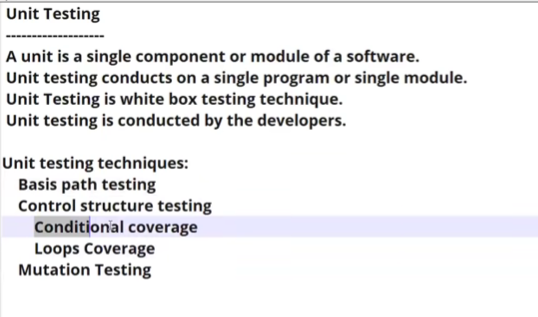 Unit Testing
-------------------
A unit is a single component or module of a software.
Unit testing conducts on a single program or single module.
Unit Testing is white box testing technique.
Unit testing is conducted by the developers.
Unit testing techniques:
Basis path testing
Control structure testing
Conditional coverage
Loops Coverage
Mutation Testing